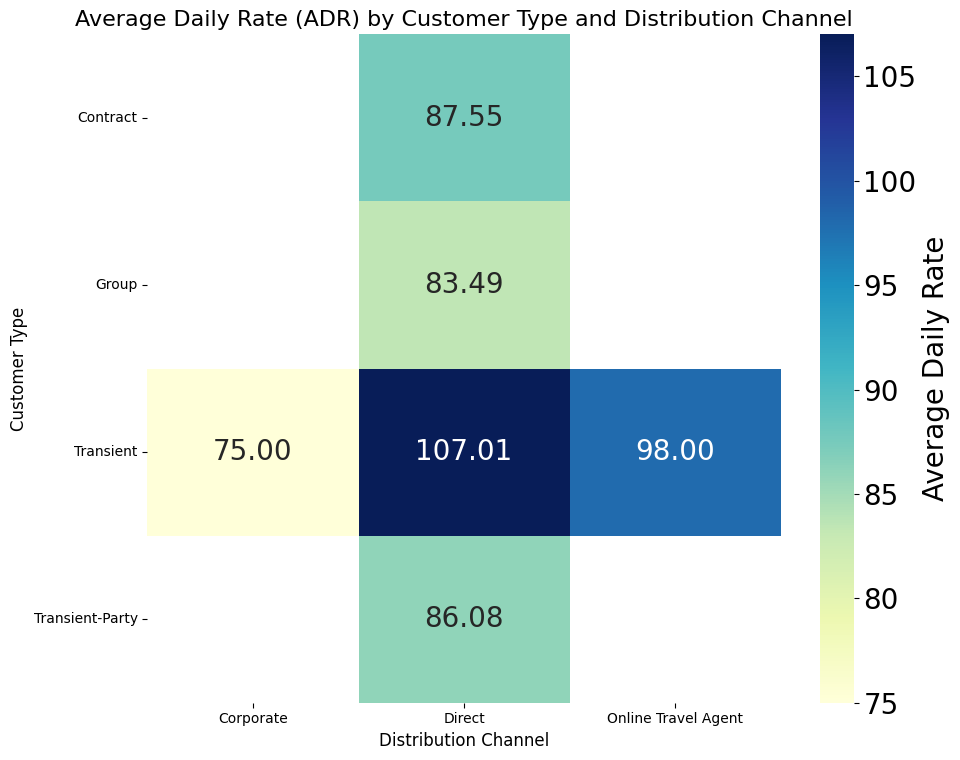 Average Daily Rate (ADR) by Customer Type and Distribution Channel
Customer Type
Contract
Group
Transient
Transient-Party
87.55
83.49
75.00 107.01 98.00
86.08
Corporate Direct Online Travel Agent
Distribution Channel
105
100
95
90
85
80
75
Average Daily Rate